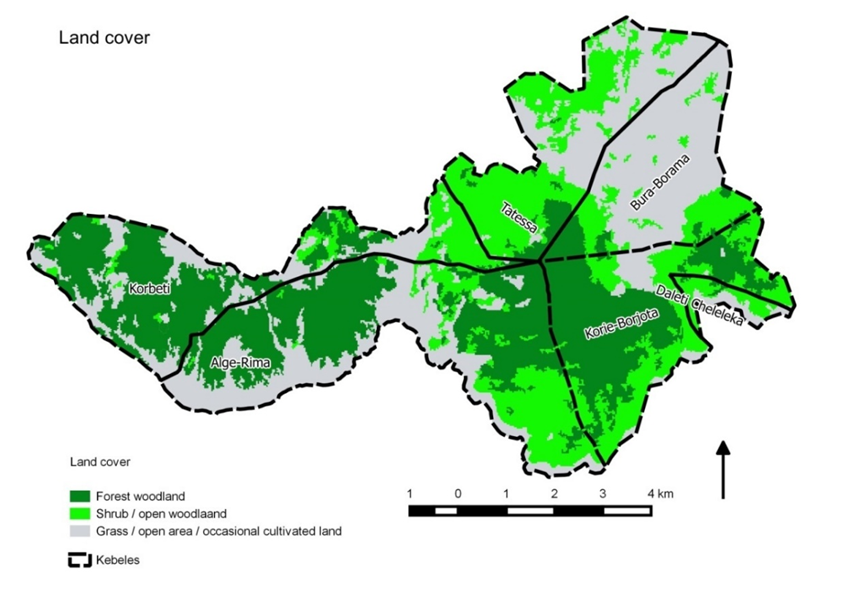 Land cover
Tatessa
Bura-Borama
Korbeti
Daleti Cheleleka
Korie-Borjota
Alge-Rima
Land cover
Forest woodland
Shrub / open woodlaand
Grass / open area / occasional cultivated land
Kebeles
1 0 1 2 3 4 km